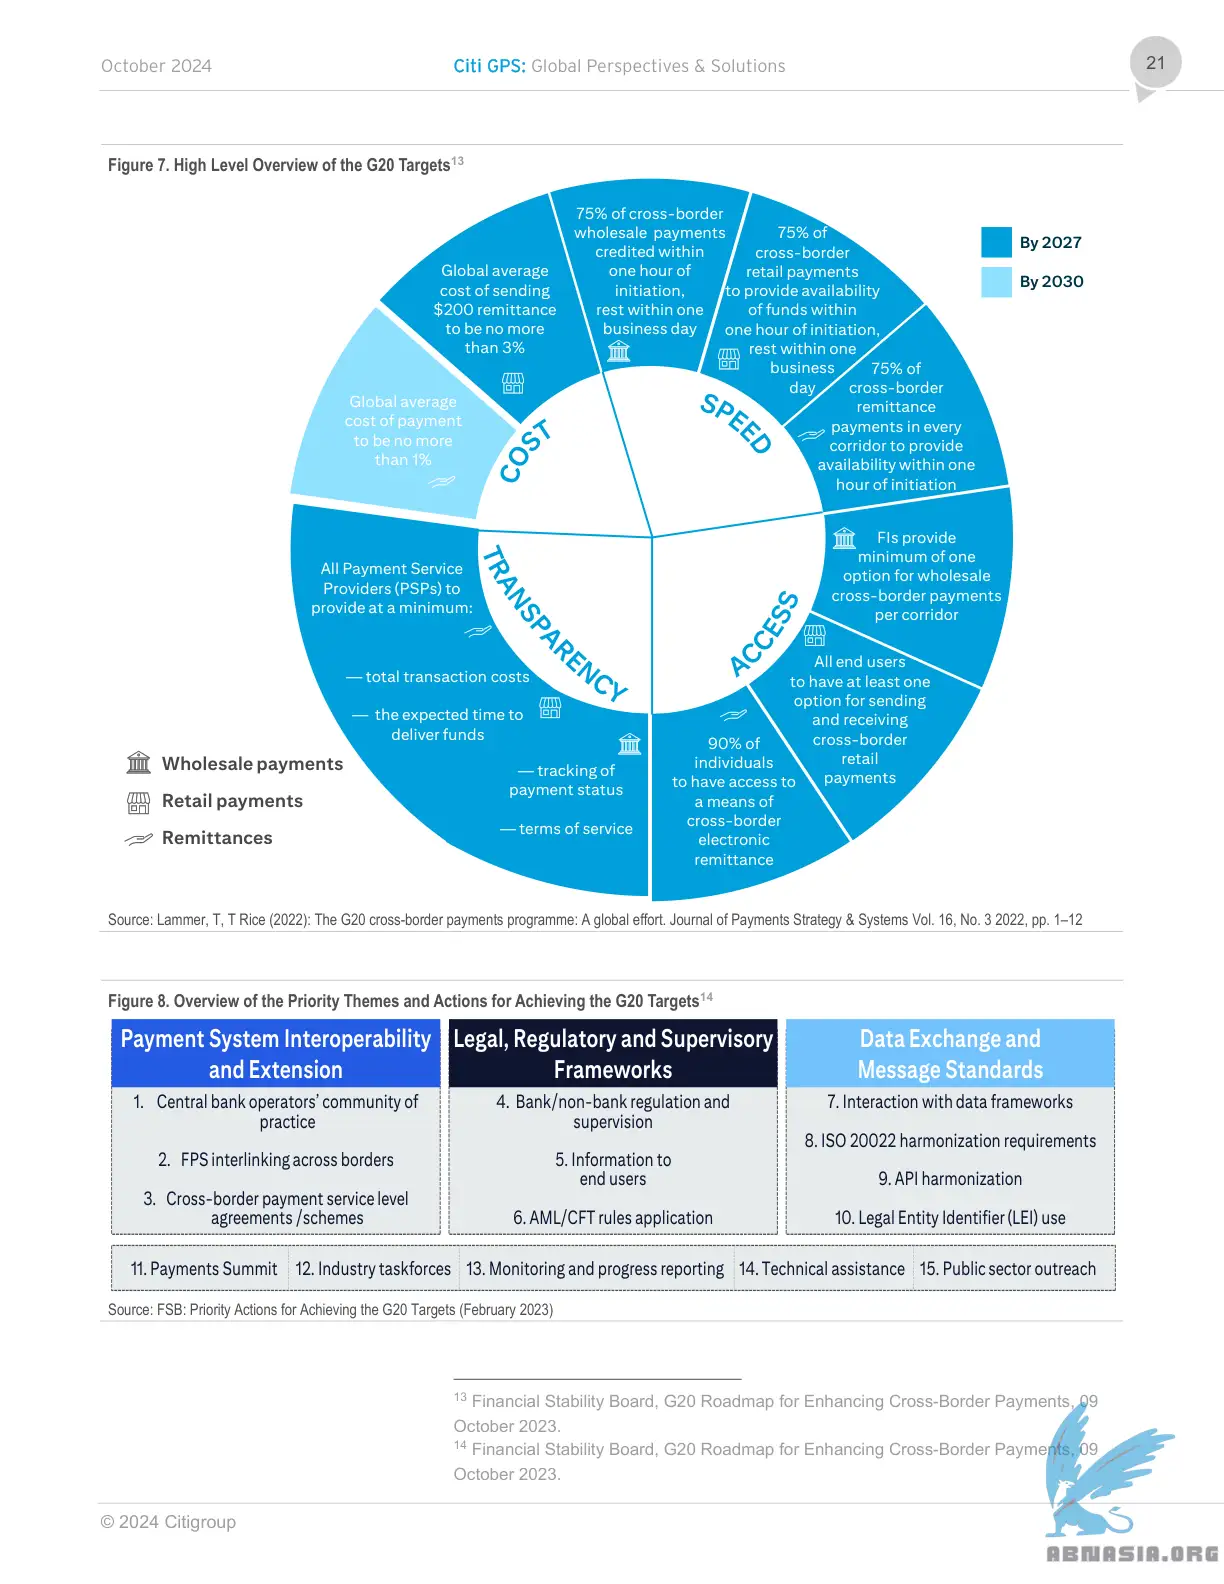 October 2024
Citi GPS: Global Perspectives & Solutions
21
Figure 7. High Level Overview of the G20 Targets13
By 2027
By 2030
75% of cross-border
wholesale payments
credited within
one hour of
initiation,
rest within one
business day
75% of
cross-border
retail payments
to provide availability
of funds within
one hour of initiation,
rest within one
business
day
75% of
cross-border
remittance
payments in every
corridor to provide
availability within one
hour of initiation
Global average
cost of sending
$200 remittance
to be no more
than 3%
Global average
cost of payment
to be no more
than 1%
COST
SPEED
TRANSPARENCY
ACCESS
FIs provide
minimum of one
option for wholesale
cross-border payments
per corridor
All end users
to have at least one
option for sending
and receiving
cross-border
retail
payments
90% of
individuals
to have access to
a means of
cross-border
electronic
remittance
All Payment Service
Providers (PSPs) to
provide at a minimum:
— total transaction costs
— the expected time to
deliver funds
— tracking of
payment status
— terms of service
Wholesale payments
Retail payments
Remittances
Source: Lammer, T, T Rice (2022): The G20 cross-border payments programme: A global effort. Journal of Payments Strategy & Systems Vol. 16, No. 3 2022, pp. 1–12
Figure 8. Overview of the Priority Themes and Actions for Achieving the G20 Targets14
Payment System Interoperability
and Extension
1. Central bank operators' community of
practice
2. FPS interlinking across borders
3. Cross-border payment service level
agreements /schemes
Legal, Regulatory and Supervisory
Frameworks
4. Bank/non-bank regulation and
supervision
5. Information to
end users
6. AML/CFT rules application
Data Exchange and
Message Standards
7. Interaction with data frameworks
8. ISO 20022 harmonization requirements
9. API harmonization
10. Legal Entity Identifier (LEI) use
11. Payments Summit
12. Industry taskforces
13. Monitoring and progress reporting
14. Technical assistance
15. Public sector outreach
Source: FSB: Priority Actions for Achieving the G20 Targets (February 2023)
13 Financial Stability Board, G20 Roadmap for Enhancing Cross-Border Payments, 09
October 2023.
14 Financial Stability Board, G20 Roadmap for Enhancing Cross-Border Payments, 09
October 2023.
© 2024 Citigroup
ABNASIA.ORG